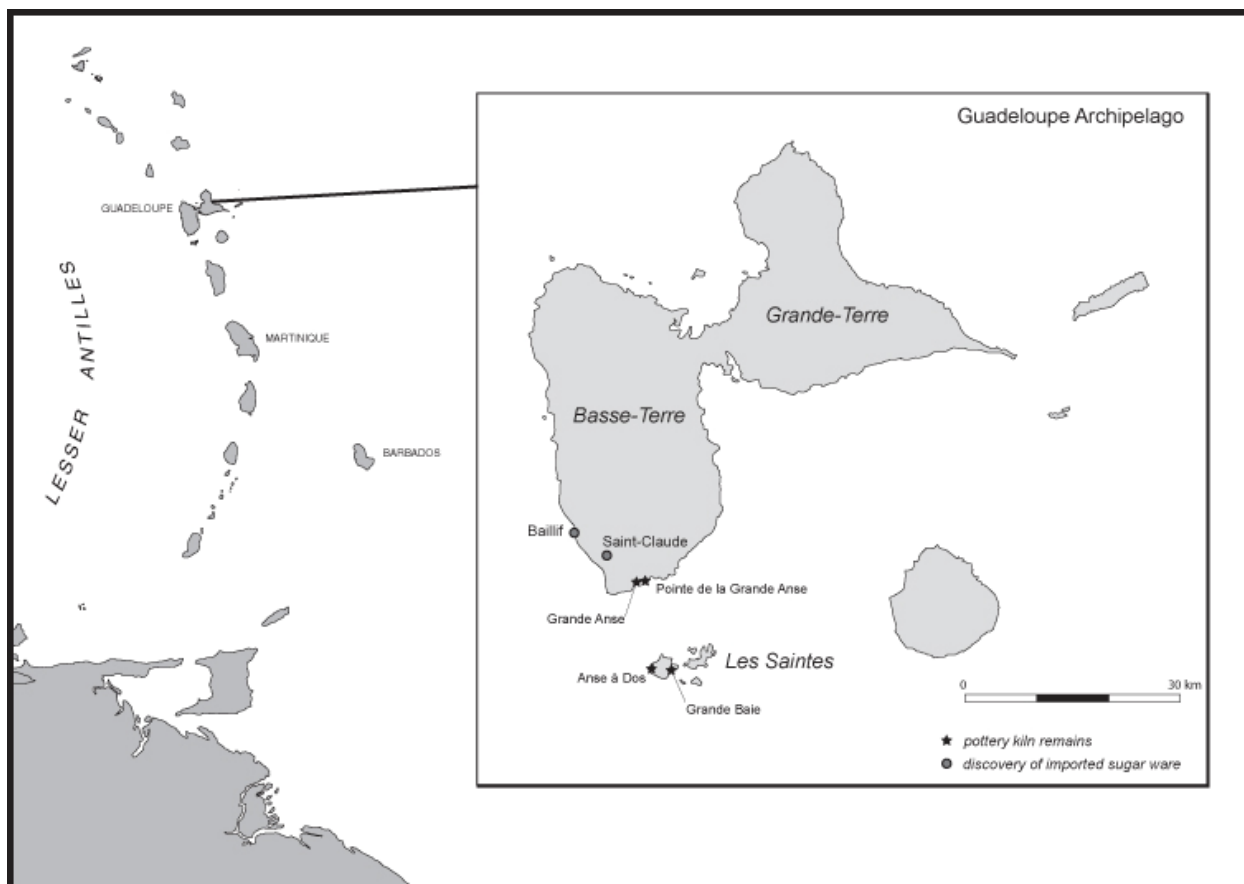 Guadeloupe Archipelago
GUADELOUPE
LESSER ANTILLES
MARTINIQUE
BARBADOS
Grande-Terre
Basse-Terre
Baillif
Saint-Claude
Pointe de la Grande Anse
Grande Anse
Les Saintes
Anse à Dos
Grande Baie
0 30 km
pottery kiln remains
discovery of imported sugar ware